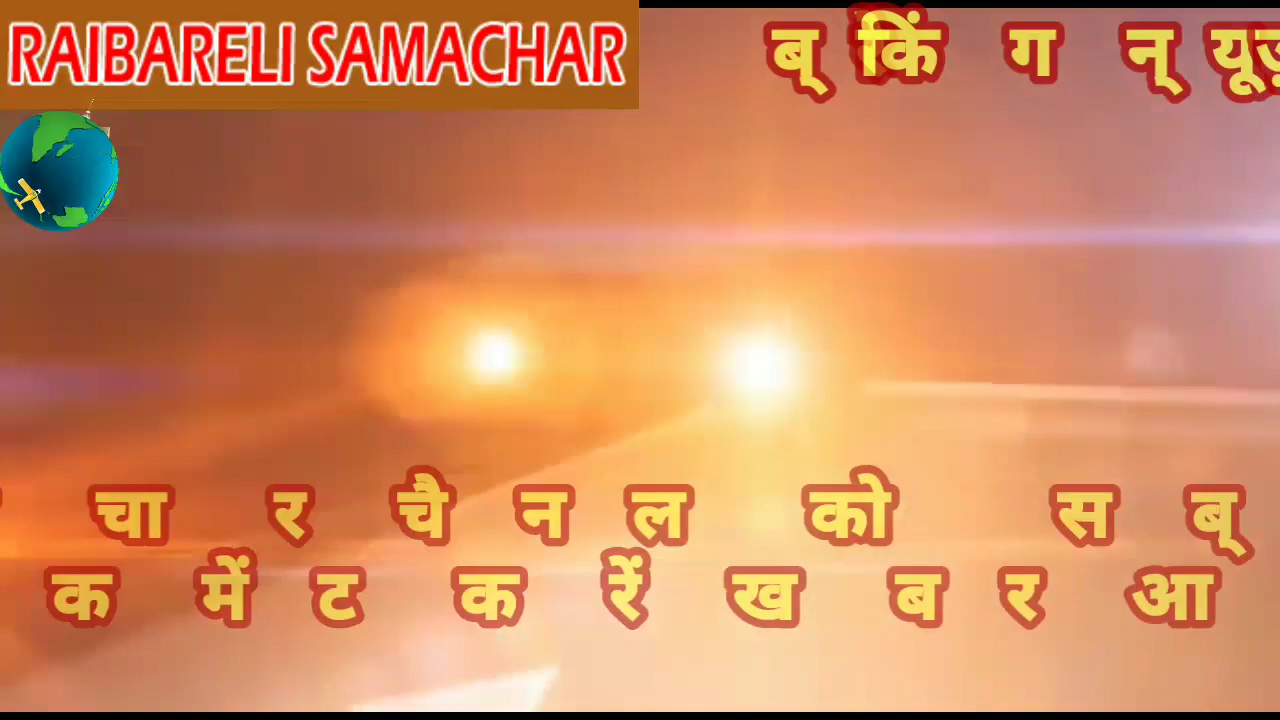 RAIBARELI SAMACHAR
ब् किं ग न् यूज़
चा र चै न ल को स ब्
क में ट क रें ख ब र आ